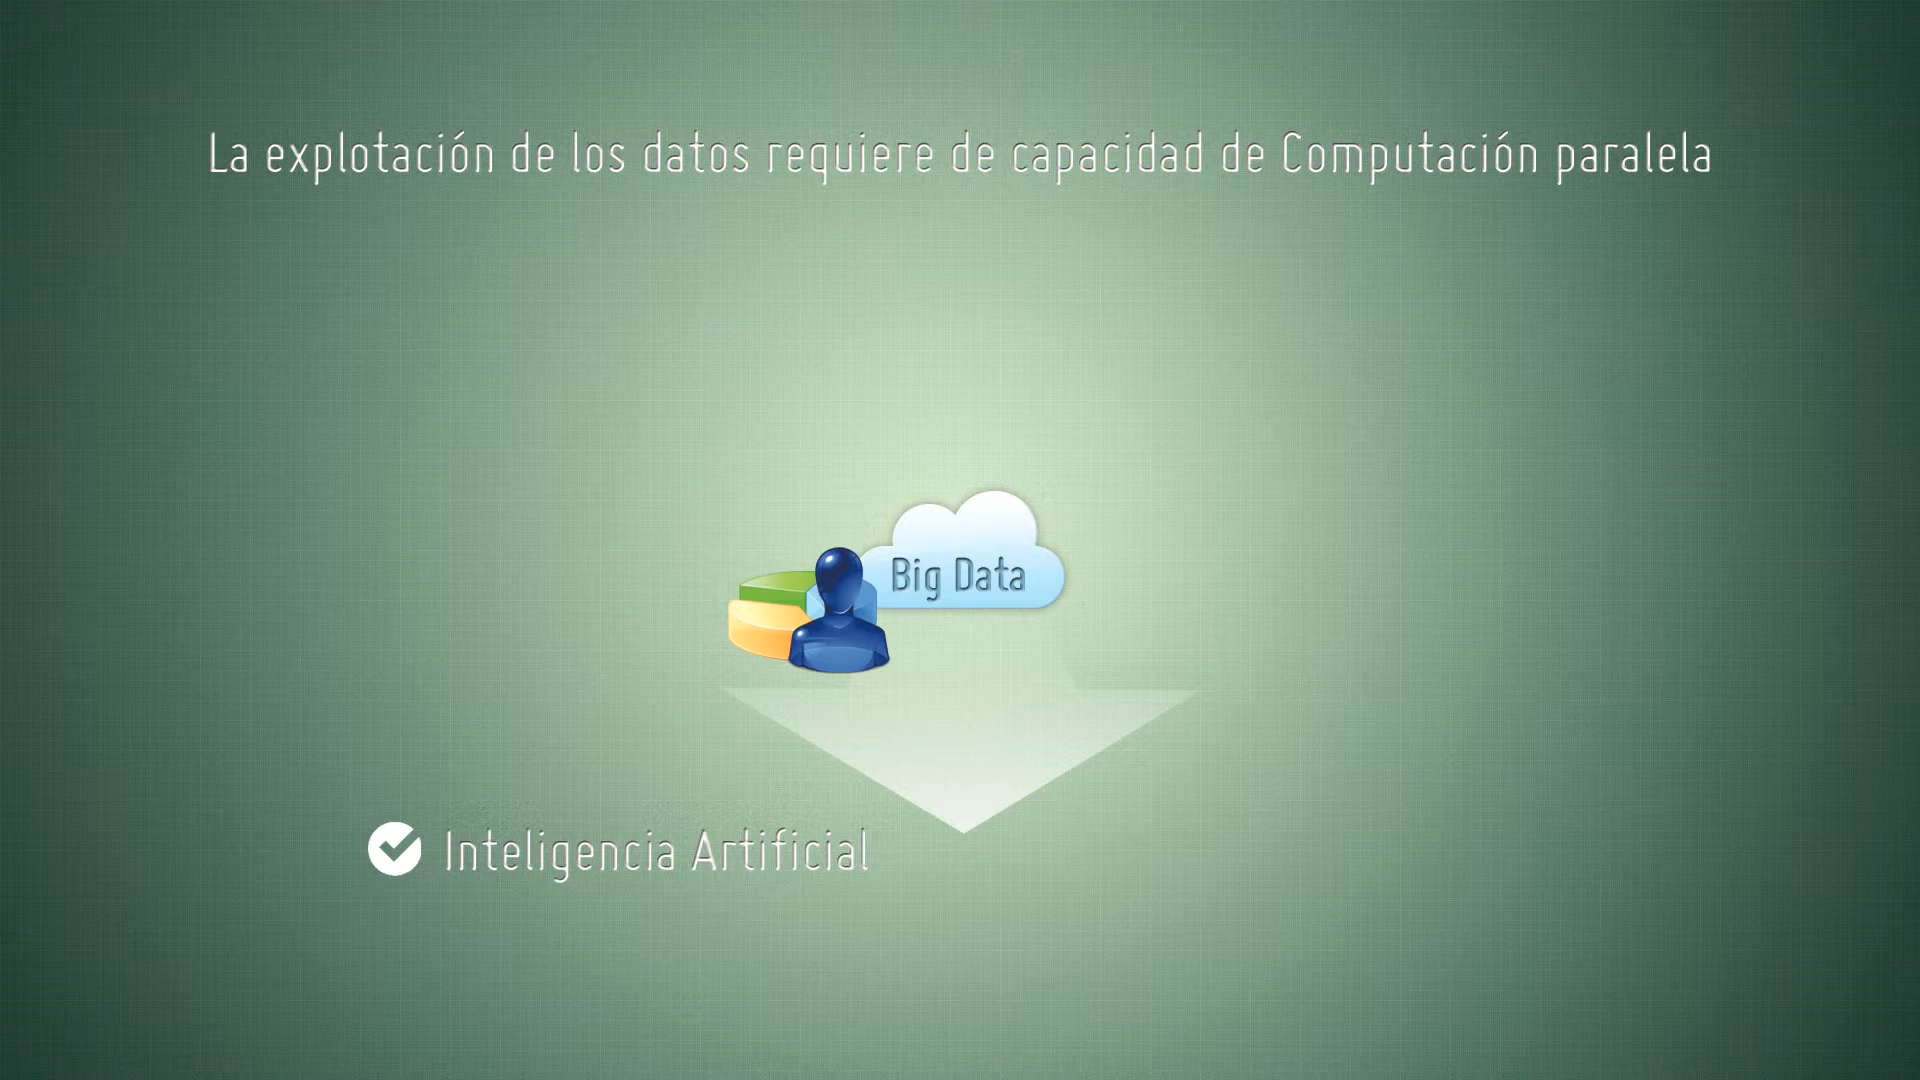 La explotación de los datos requiere de capacidad de Computación paralela
Big Data
Inteligencia Artificial